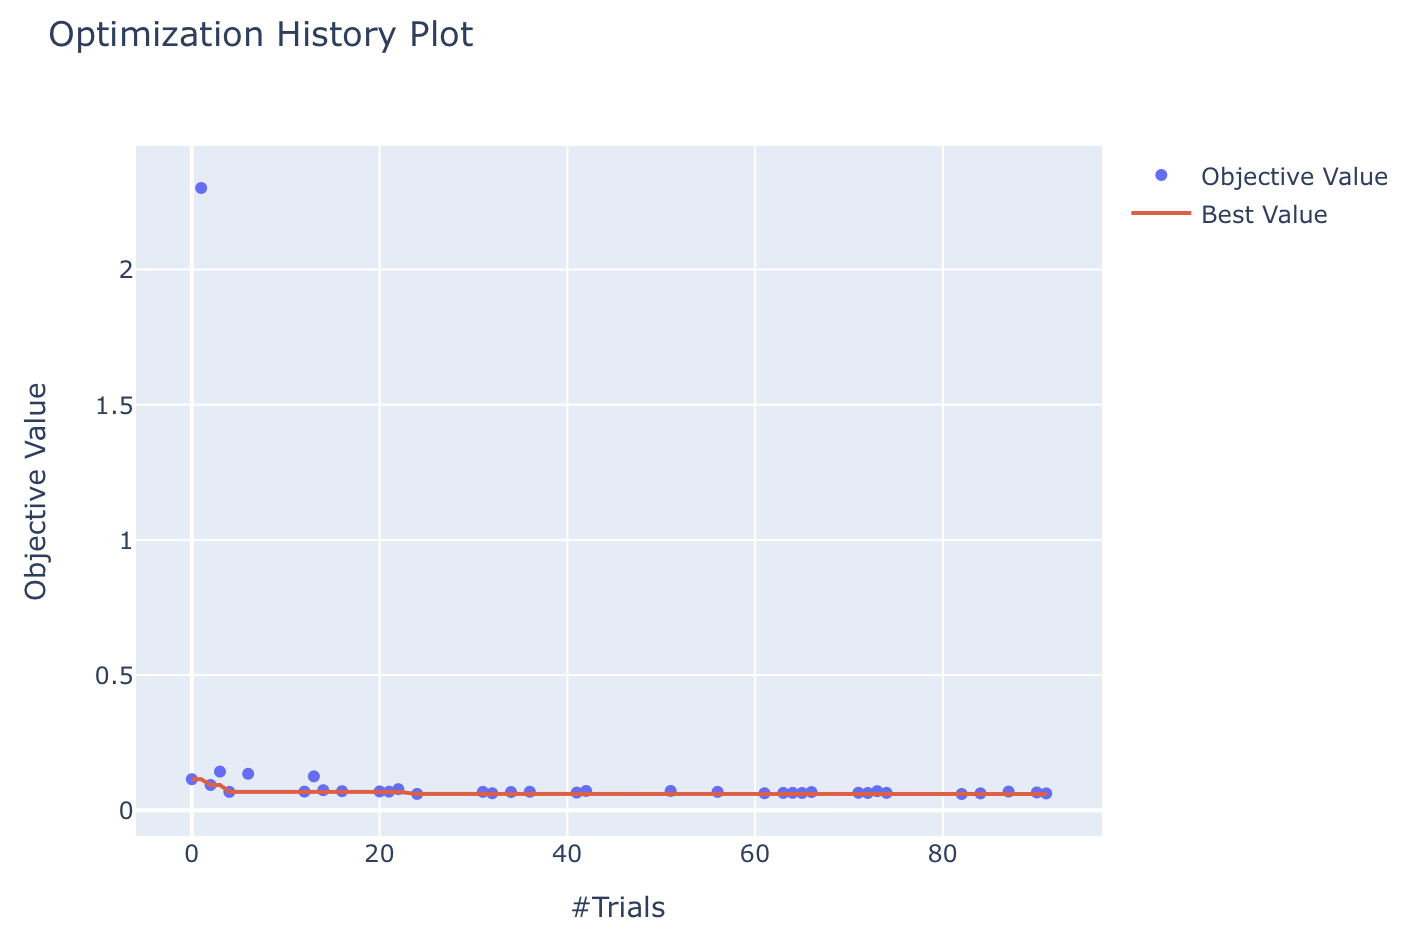 Optimization History Plot
Objective Value
Best Value
2
1.5
1
0.5
0
Objective Value
0 20 40 60 80
#Trials